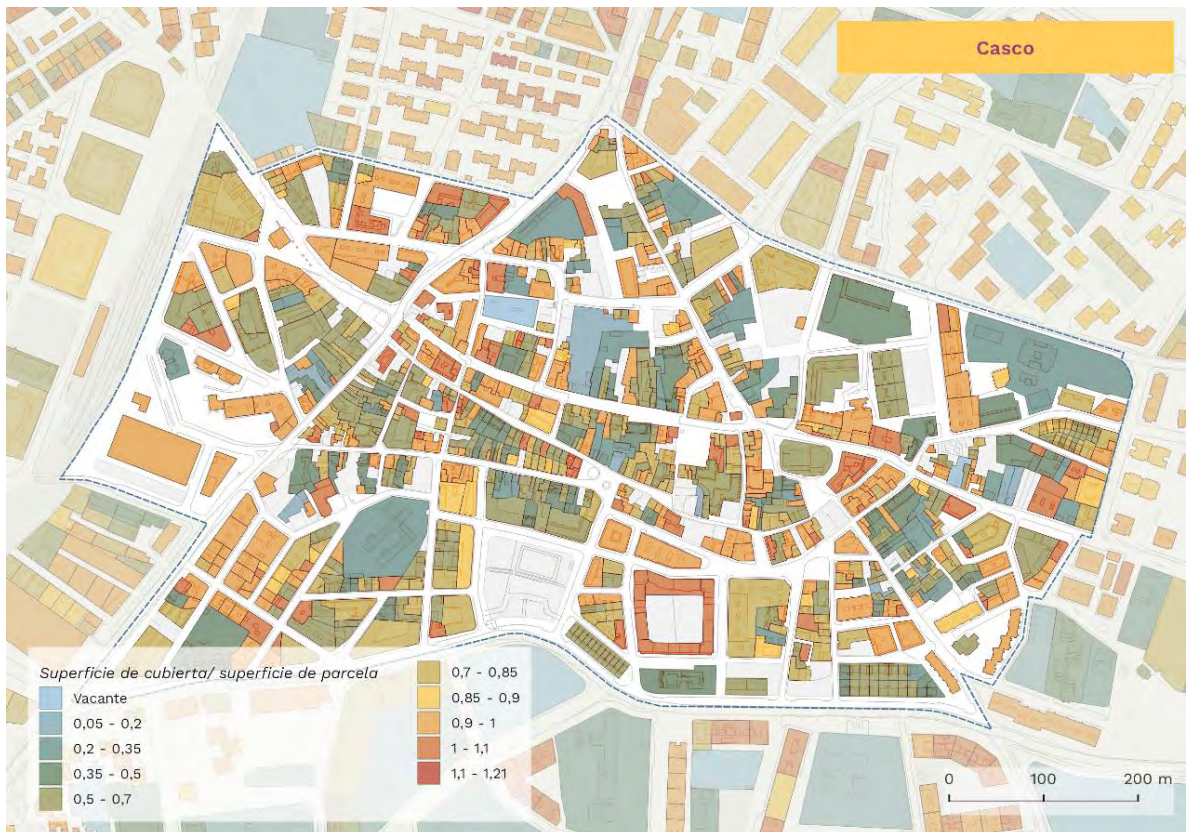 Casco
Superficie de cubierta/ superficie de parcela
Vacante
0,05 - 0,2
0,2 - 0,35
0,35 - 0,5
0,5 - 0,7
0,7 - 0,85
0,85 - 0,9
0,9 - 1
1 - 1,1
1,1 - 1,21
0 100 200 m